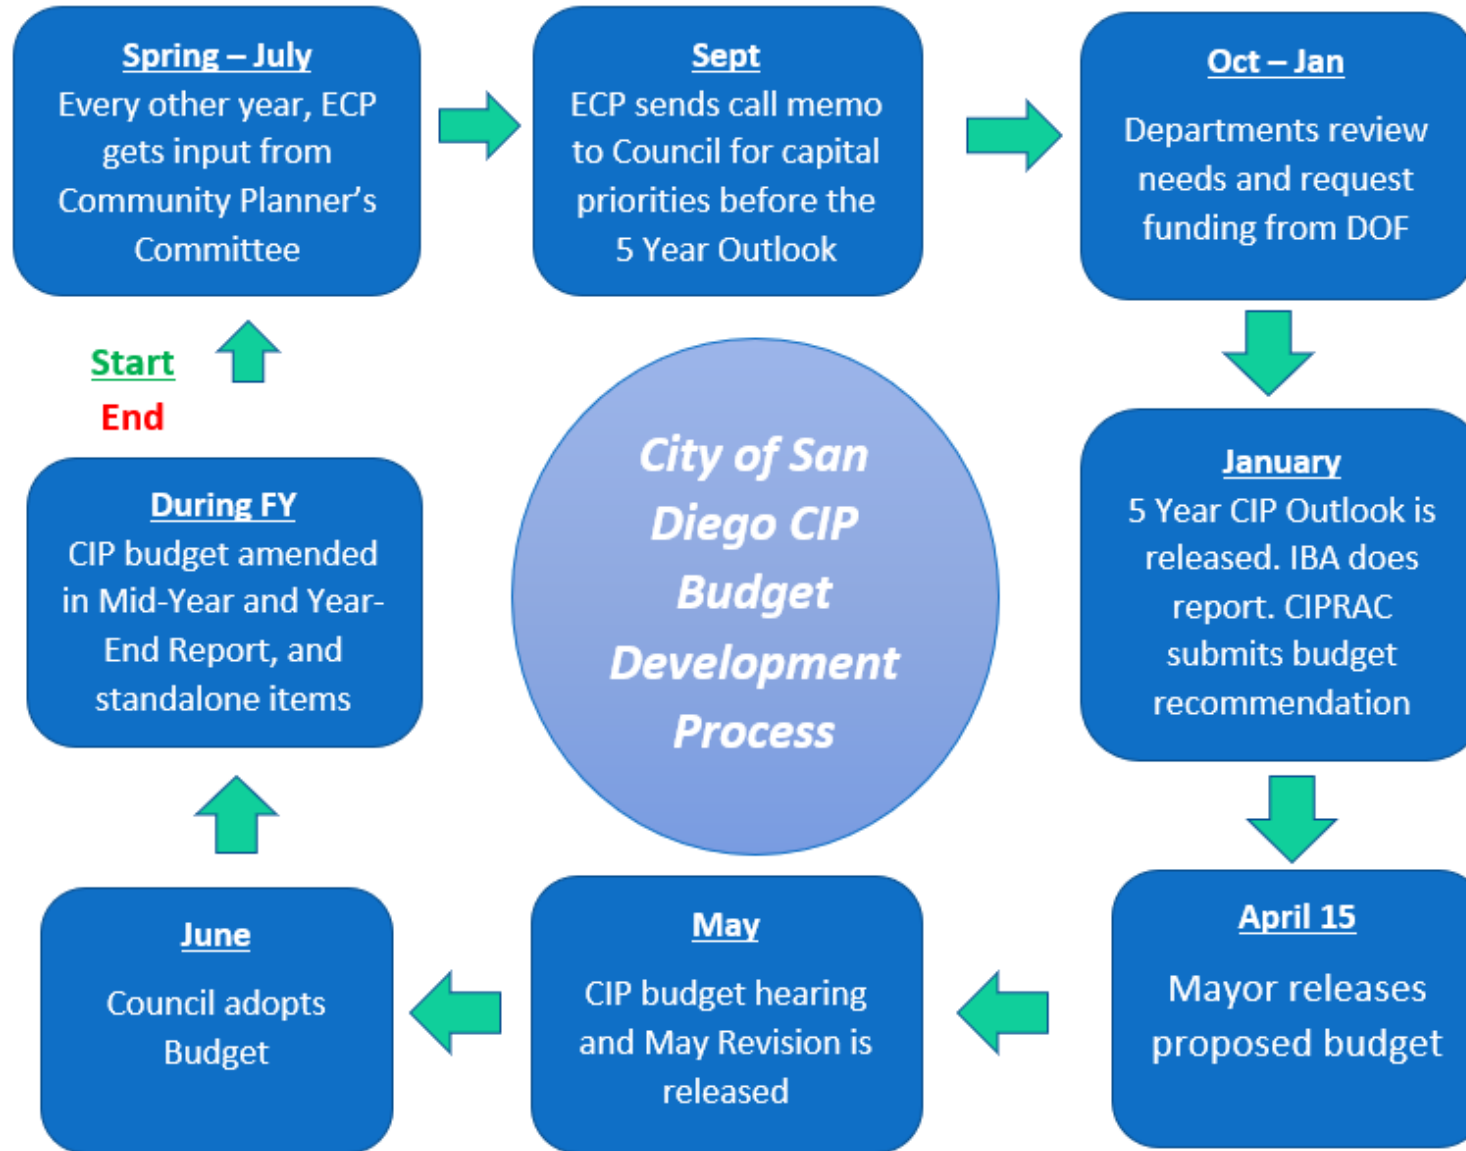 Spring – July
Every other year, ECP
gets input from
Community Planner's
Committee
Sept
ECP sends call memo
to Council for capital
priorities before the
5 Year Outlook
Oct – Jan
Departments review
needs and request
funding from DOF
January
5 Year CIP Outlook is
released. IBA does
report. CIPRAC
submits budget
recommendation
April 15
Mayor releases
proposed budget
May
CIP budget hearing
and May Revision is
released
June
Council adopts
Budget
During FY
CIP budget amended
in Mid-Year and Year-
End Report, and
standalone items
Start
End
City of San
Diego CIP
Budget
Development
Process